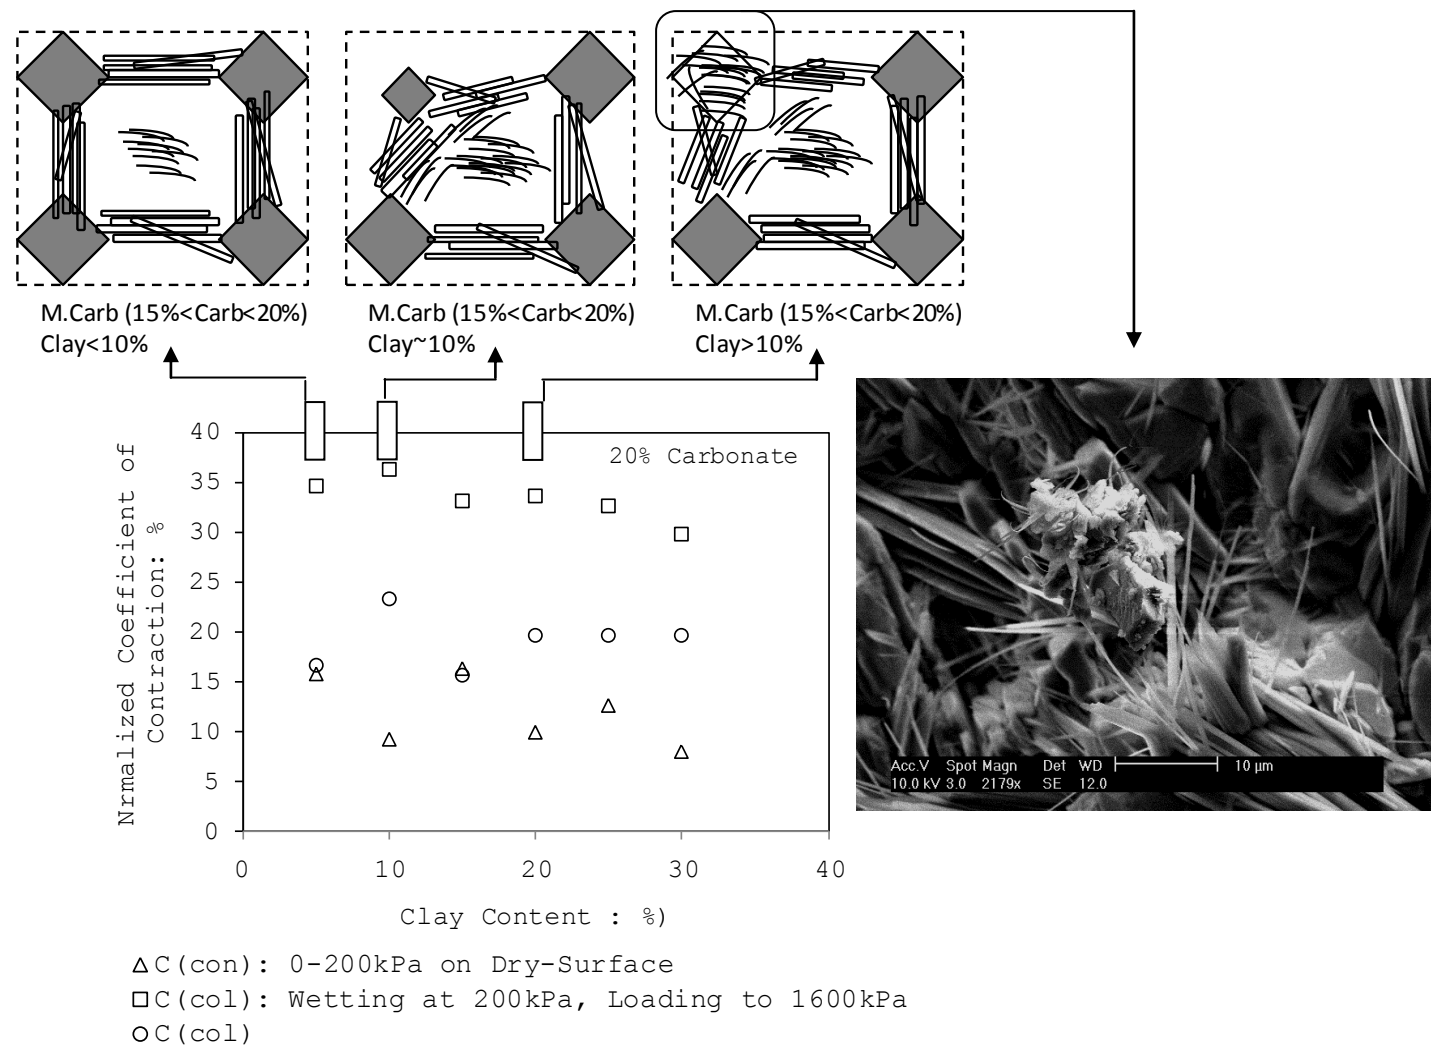 M.Carb (15%<Carb<20%)
Clay<10%
M.Carb (15%<Carb<20%)
Clay~10%
M.Carb (15%<Carb<20%)
Clay>10%
Nrmalized Coefficient of
Contraction: %
40
35
30
25
20
15
10
5
0
20% Carbonate
0 10 20 30 40
Clay Content : %)
C(con): 0-200kPa on Dry-Surface
C(col): Wetting at 200kPa, Loading to 1600kPa
C(col)
Acc.V Spot Magn Det WD 10 µm
10.0 kV 3.0 2179x SE 12.0